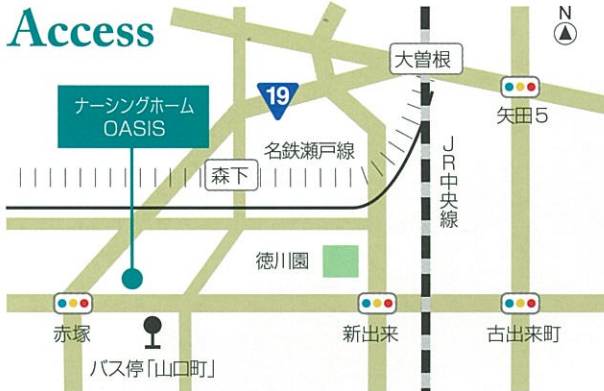 Access
N
大曽根
19
ナーシングホーム
OASIS
矢田5
名鉄瀬戸線
JR中央線
森下
徳川園
赤塚
新出来
古出来町
バス停「山口町」